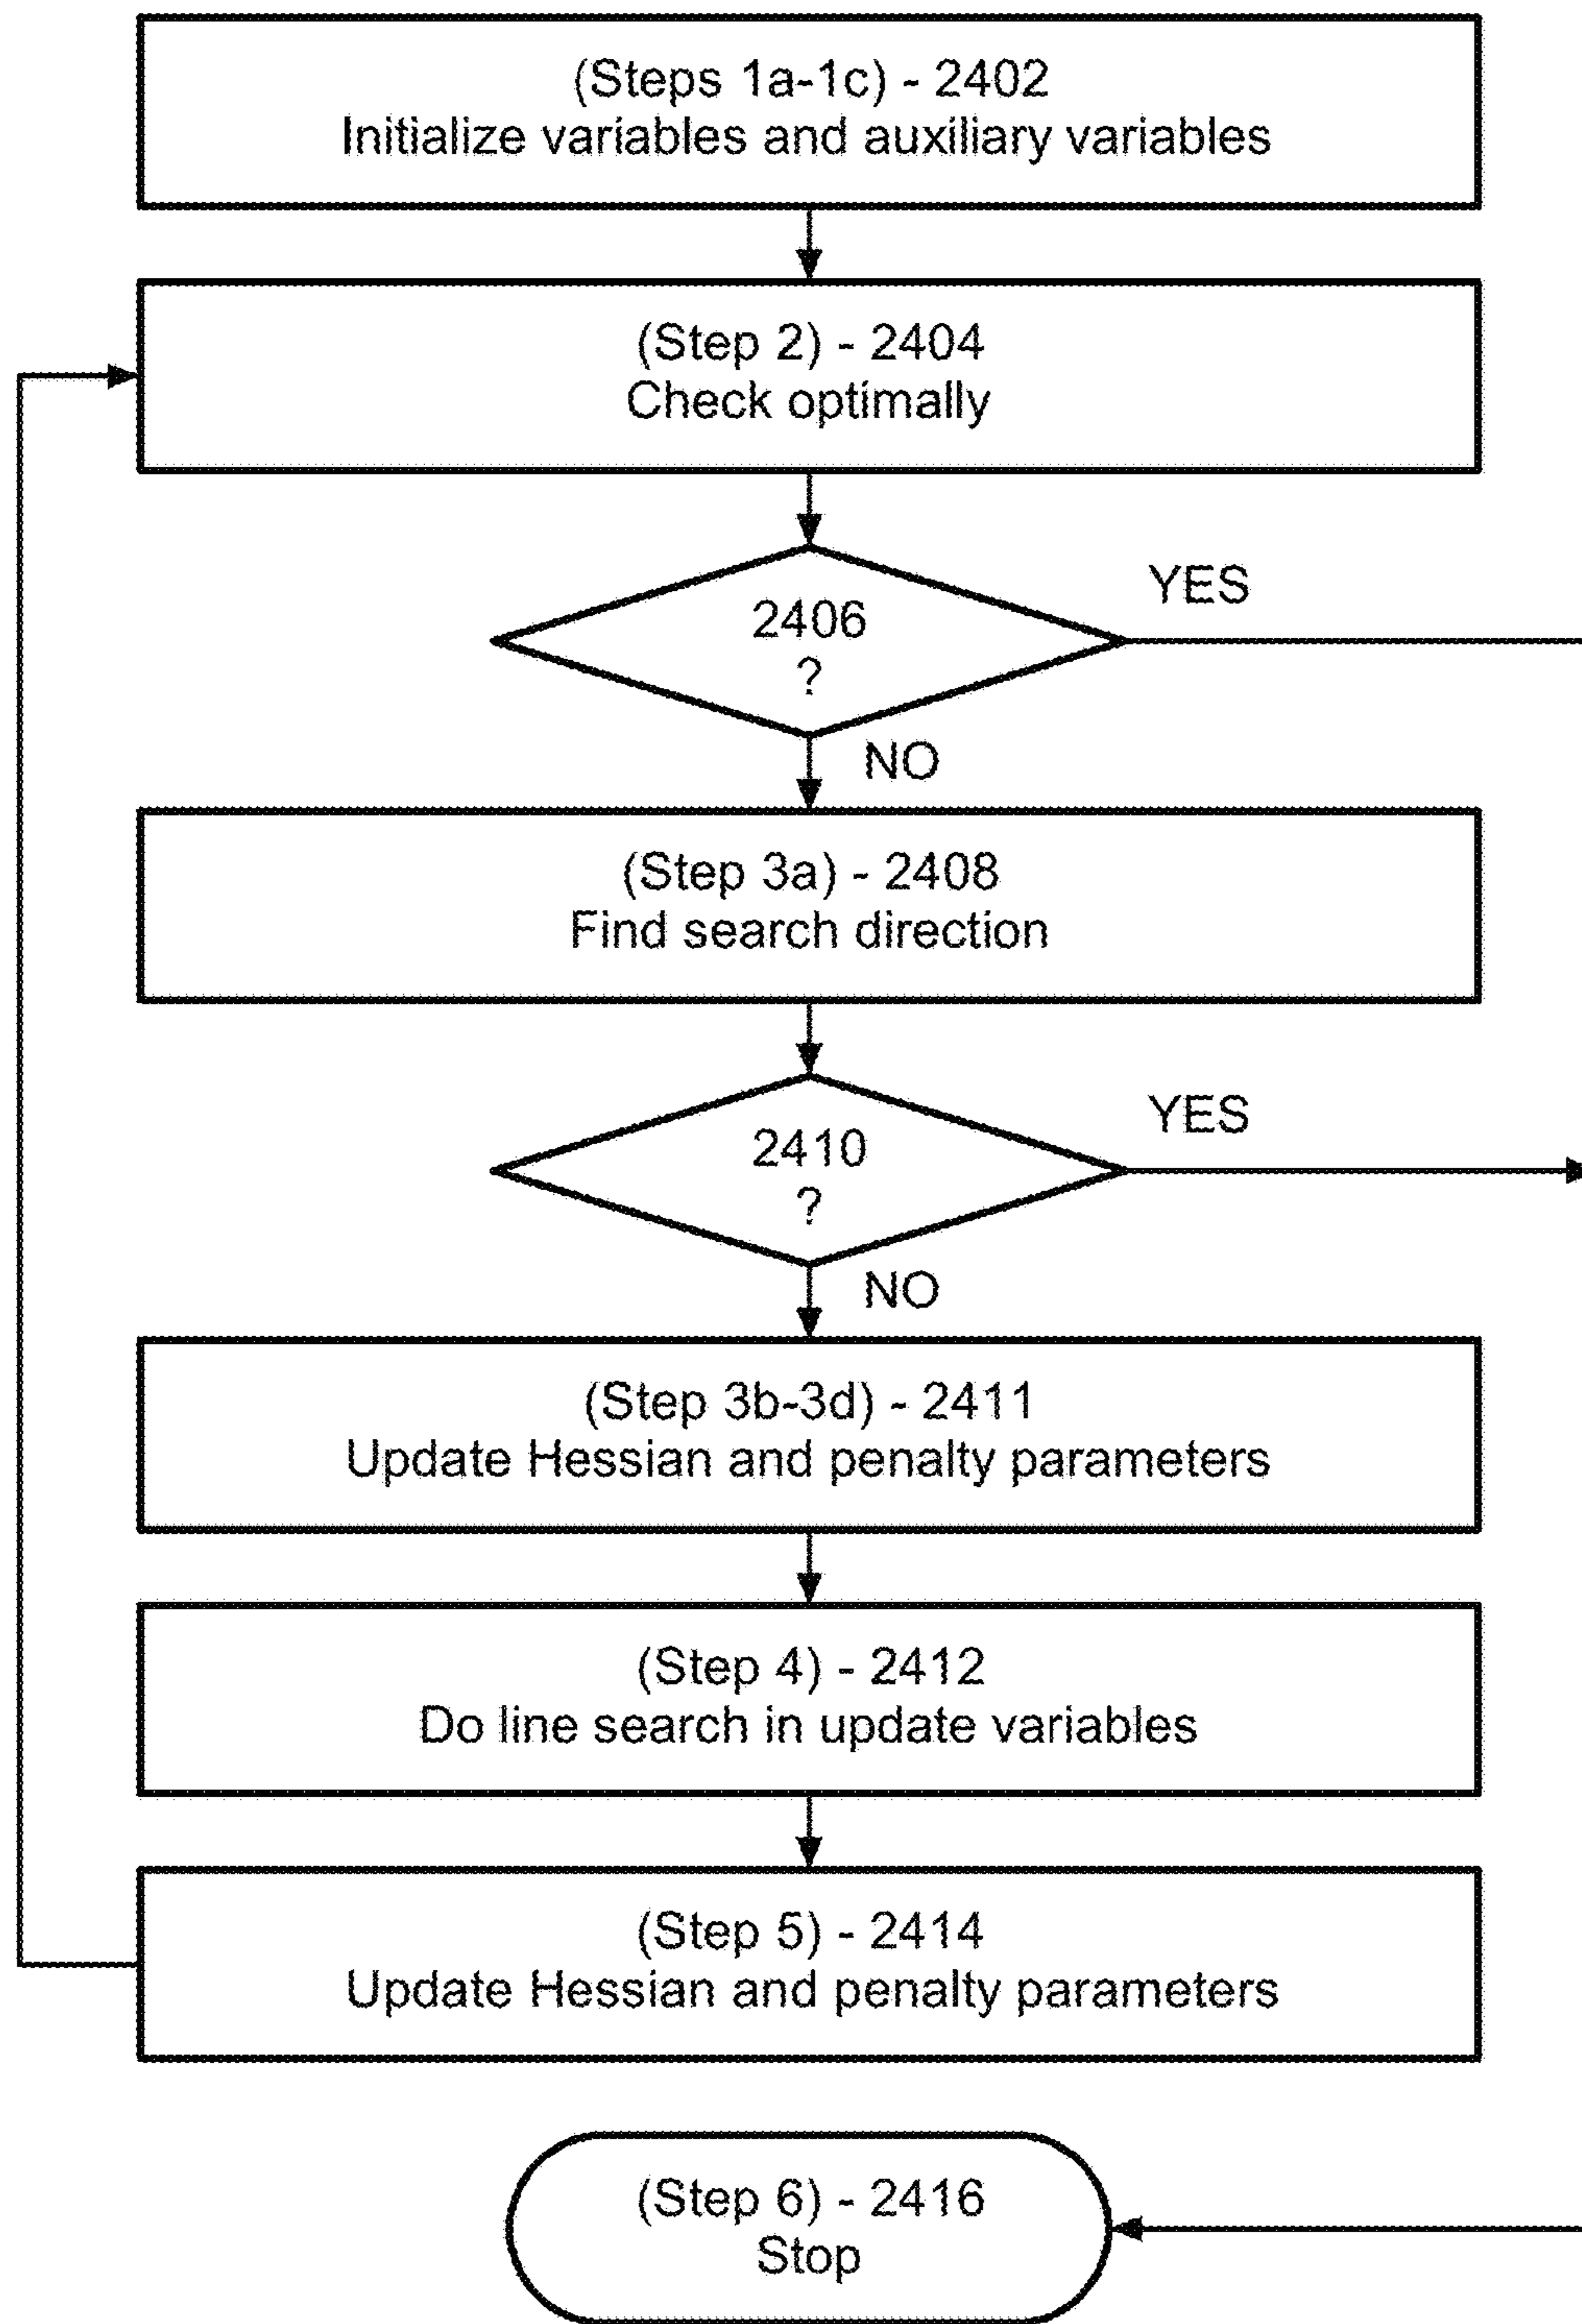 (Steps 1a-1c) - 2402
Initialize variables and auxiliary variables
(Step 2) - 2404
Check optimally
2406
?
YES
NO
(Step 3a) - 2408
Find search direction
2410
?
YES
NO
(Step 3b-3d) - 2411
Update Hessian and penalty parameters
(Step 4) - 2412
Do line search in update variables
(Step 5) - 2414
Update Hessian and penalty parameters
(Step 6) - 2416
Stop